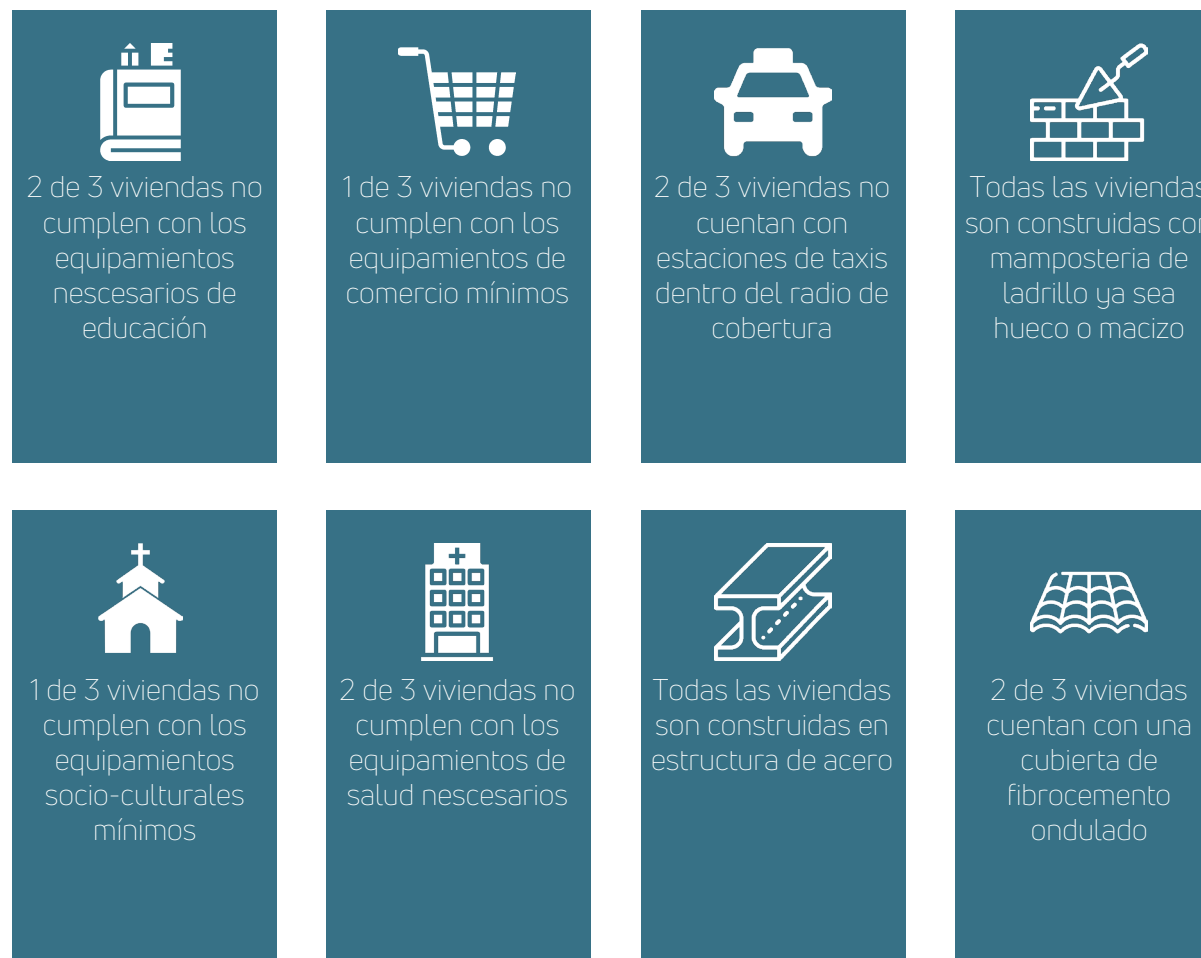 2 de 3 viviendas no
cumplen con los
equipamientos
nescesarios de
educación
1 de 3 viviendas no
cumplen con los
equipamientos de
comercio mínimos
2 de 3 viviendas no
cuentan con
estaciones de taxis
dentro del radio de
cobertura
Todas las viviendas
son construidas con
mamposteria de
ladrillo ya sea
hueco o macizo
1 de 3 viviendas no
cumplen con los
equipamientos
socio-culturales
mínimos
2 de 3 viviendas no
cumplen con los
equipamientos de
salud nescesarios
Todas las viviendas
son construidas en
estructura de acero
2 de 3 viviendas
cuentan con una
cubierta de
fibrocemento
ondulado